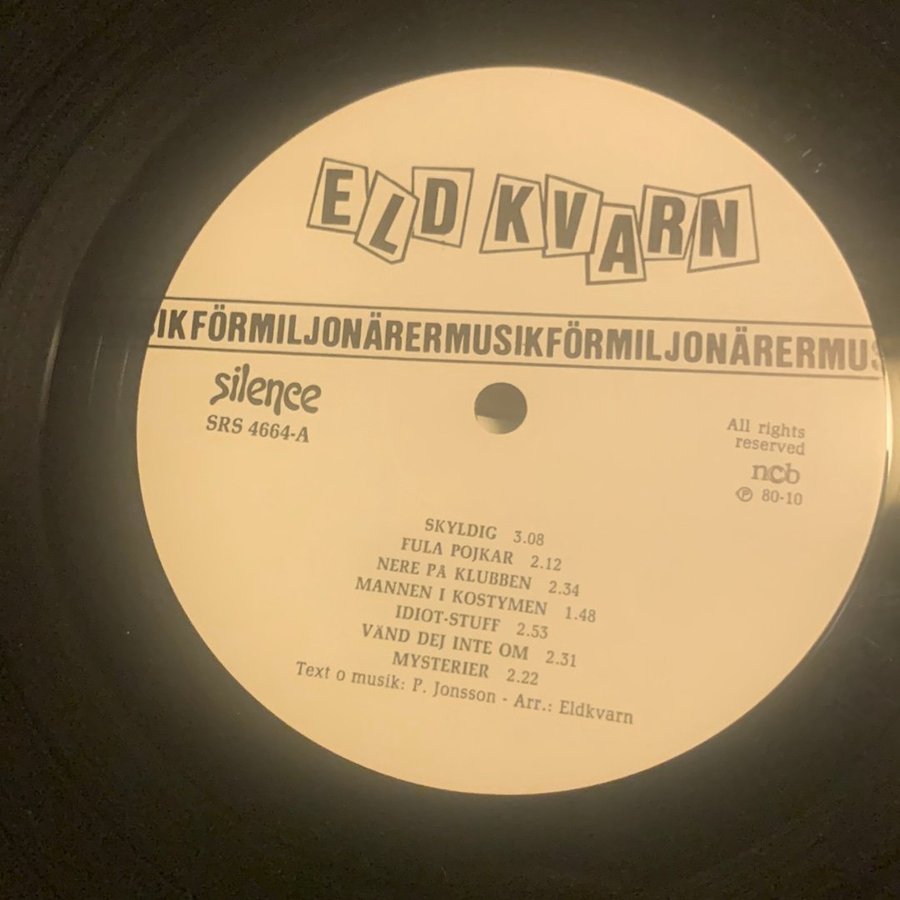 ELD KVARN
IKFÖRMILJONÄRERMUSIKFÖRMILJONÄRERMUS
silence
SRS 4664-A
All rights
reserved
ncb
Ⓟ 80-10
SKYLDIG 3.08
FULA POJKAR 2.12
NERE PÅ KLUBBEN 2.34
MANNEN I KOSTYMEN 1.48
IDIOT-STUFF 2.53
VÄND DEJ INTE OM 2.31
MYSTERIER 2.22
Text o musik: P. Jonsson - Arr.: Eldkvarn